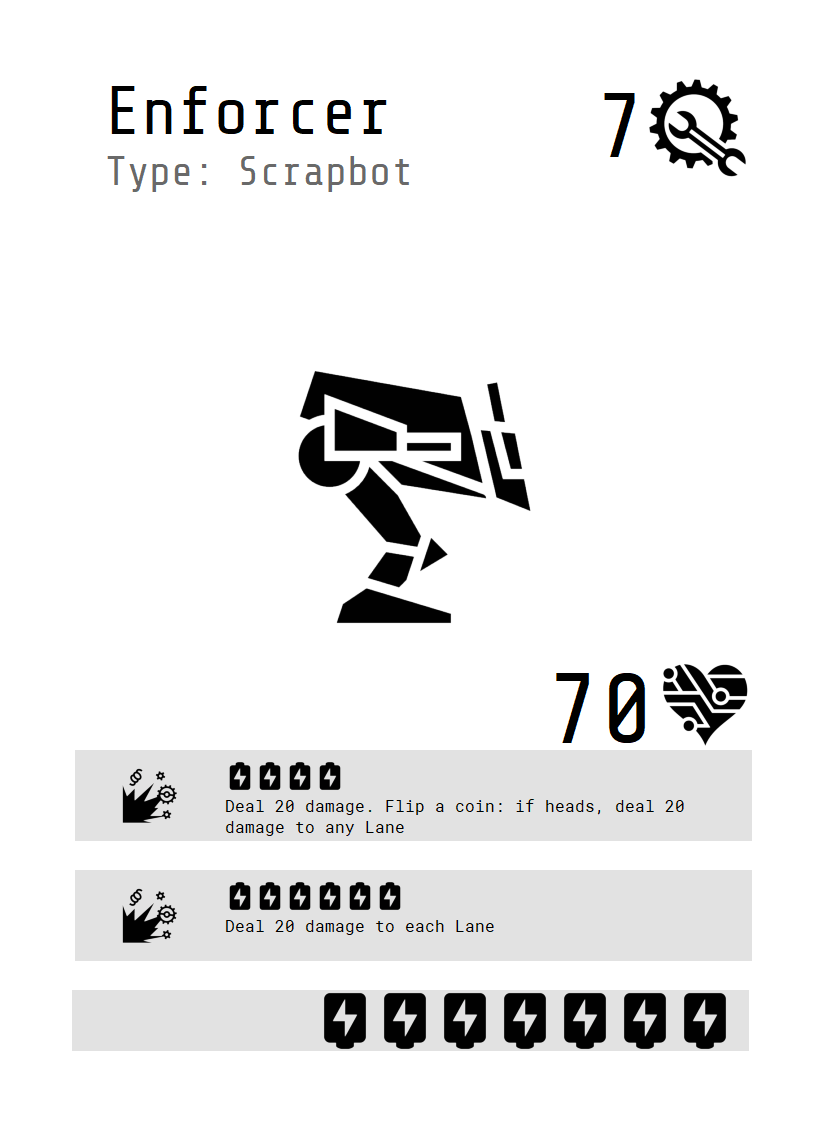 Enforcer
7
Type: Scrapbot
70
Deal 20 damage. Flip a coin: if heads, deal 20
damage to any Lane
Deal 20 damage to each Lane